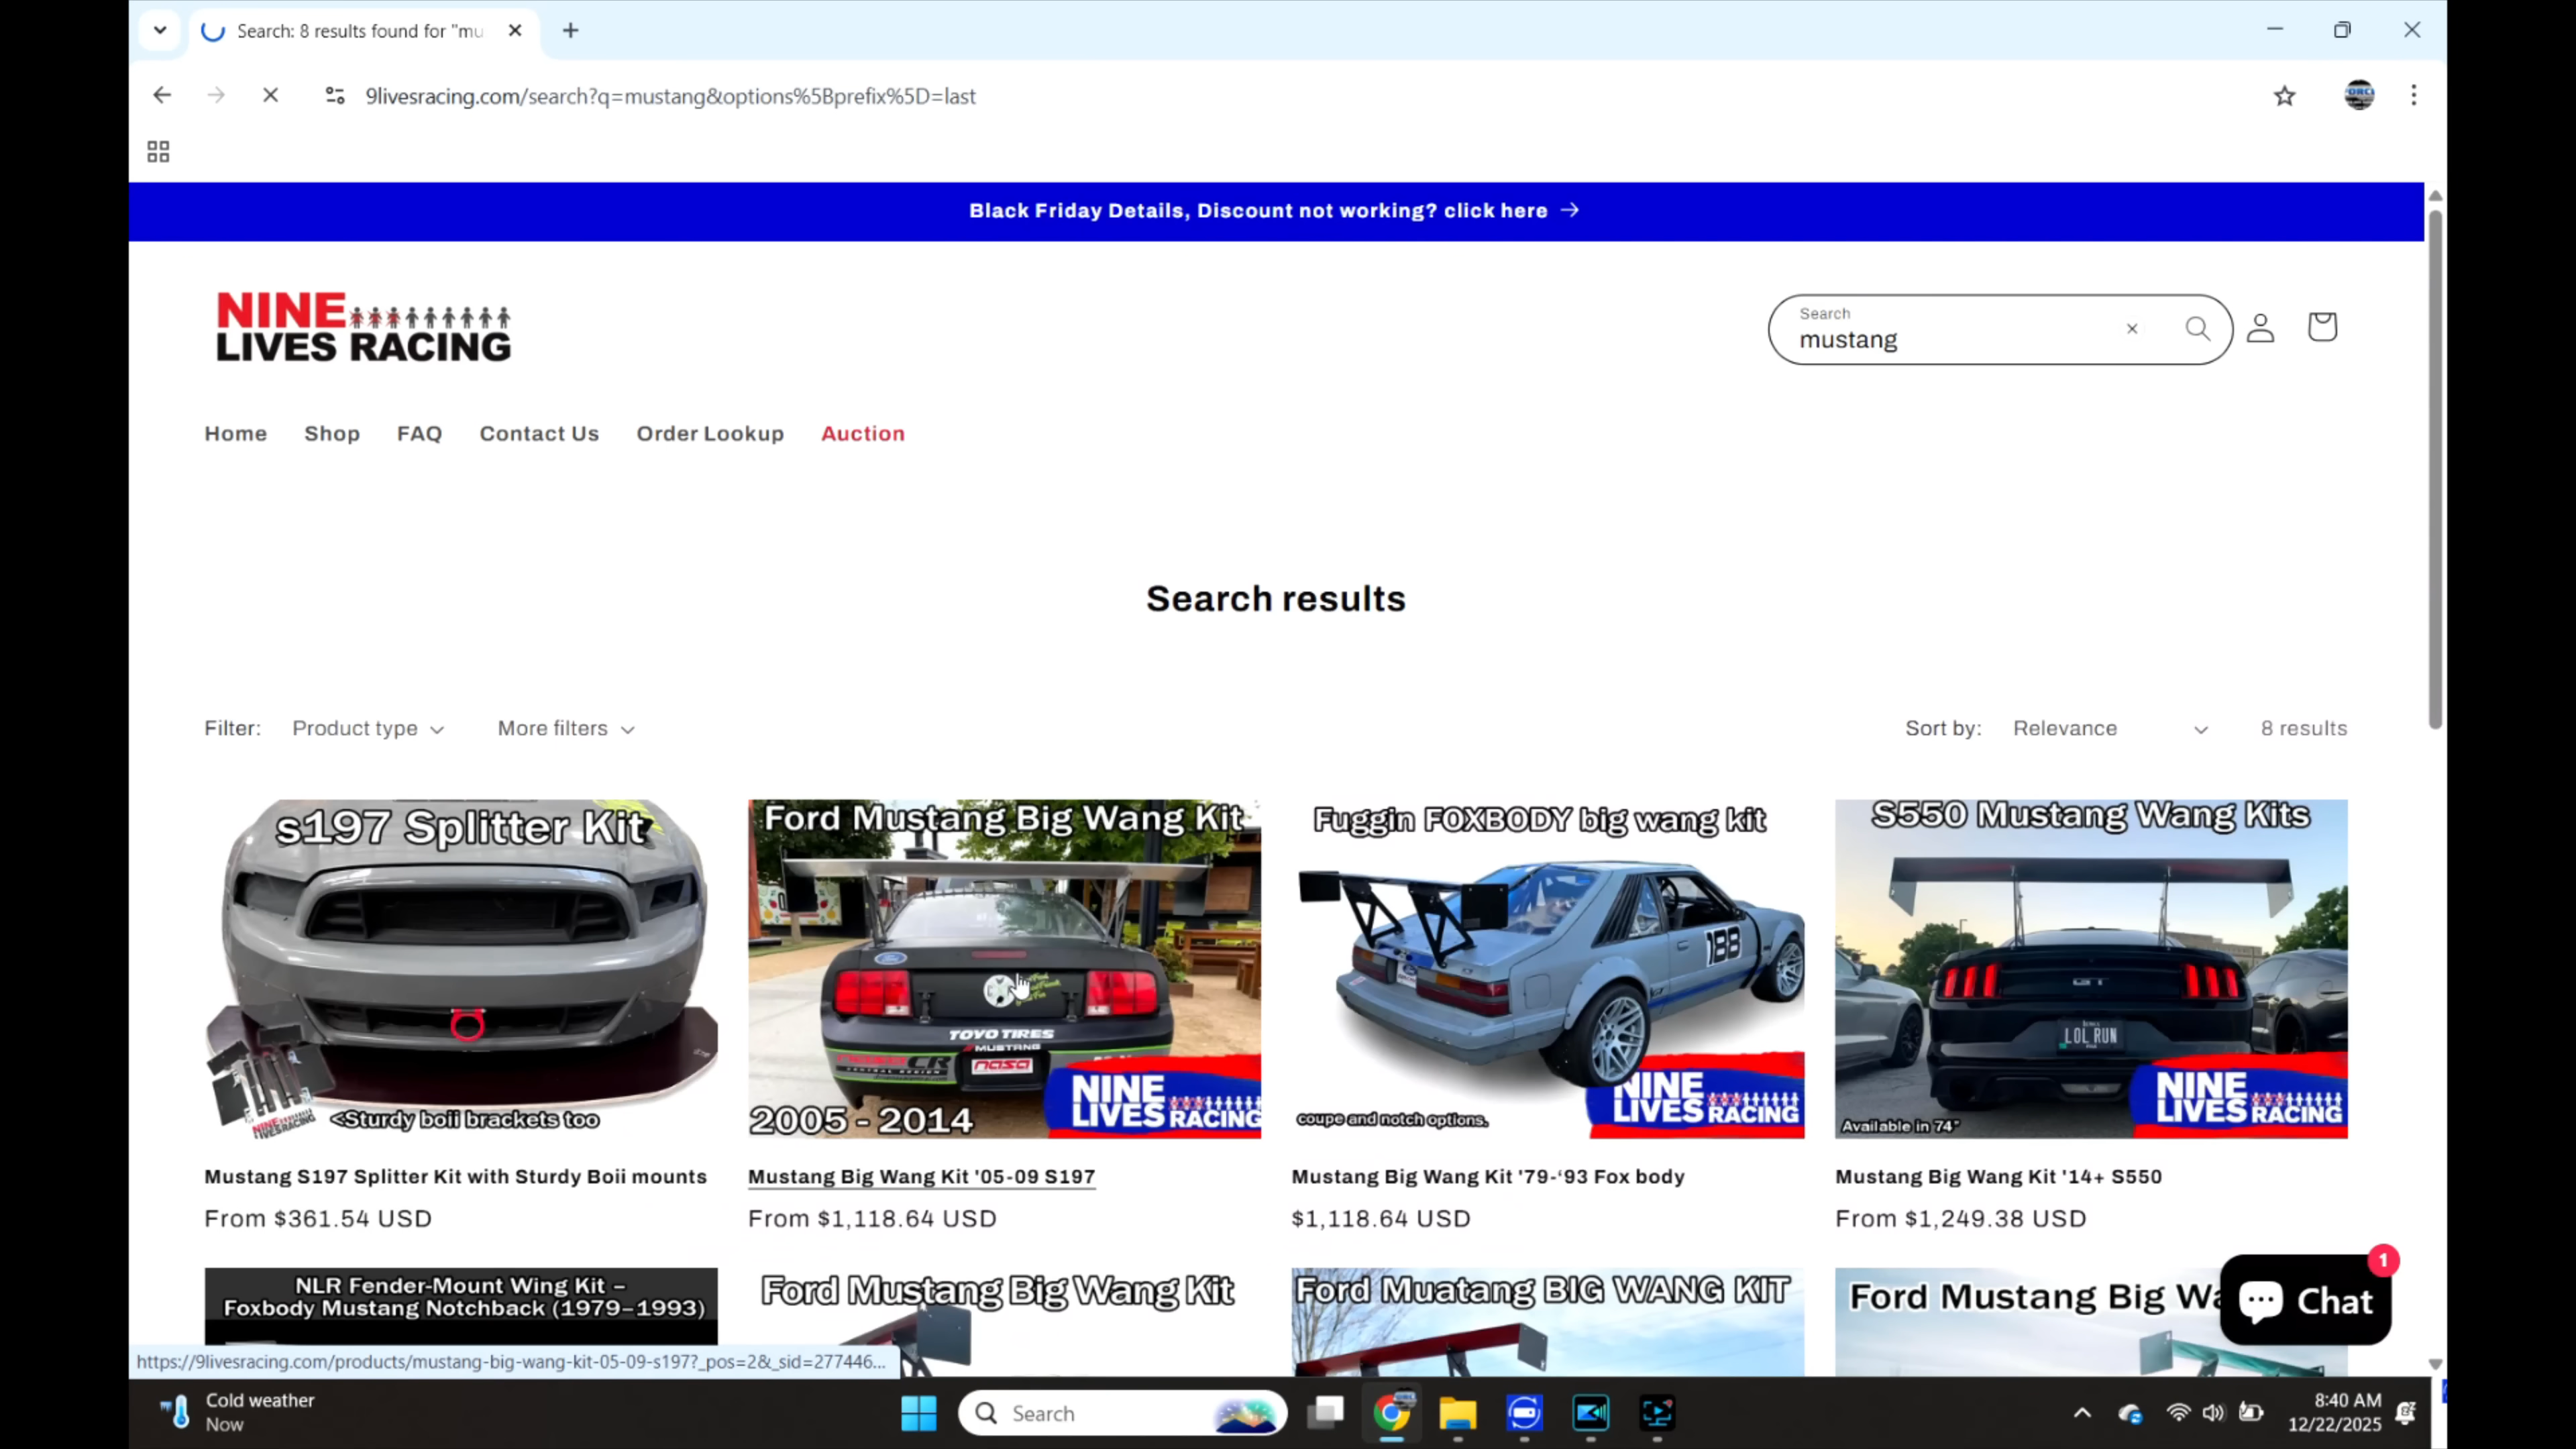 Search: 8 results found for "mu
9livesracing.com/search?q=mustang&options%5Bprefix%5D=last
Black Friday Details, Discount not working? click here →
NINE
LIVES RACING
Search
mustang
Home Shop FAQ Contact Us Order Lookup Auction
Search results
Filter: Product type More filters
Sort by: Relevance 8 results
s197 Splitter Kit
<Sturdy boii brackets too
NINE
LIVES RACING
Ford Mustang Big Wang Kit
TOYO TIRES
MUSTANG
nasa
2005 - 2014
NINE
LIVES RACING
Fuggin FOXBODY big wang kit
188
coupe and notch options.
NINE
LIVES RACING
S550 Mustang Wang Kits
GT
LOL RUN
Available in 74"
NINE
LIVES RACING
Mustang S197 Splitter Kit with Sturdy Boii mounts
From $361.54 USD
Mustang Big Wang Kit '05-09 S197
From $1,118.64 USD
Mustang Big Wang Kit '79-‘93 Fox body
$1,118.64 USD
Mustang Big Wang Kit '14+ S550
From $1,249.38 USD
NLR Fender-Mount Wing Kit –
Foxbody Mustang Notchback (1979–1993)
Ford Mustang Big Wang Kit
Ford Muatang BIG WANG KIT
Ford Mustang Big Wa
1
Chat
https://9livesracing.com/products/mustang-big-wang-kit-05-09-s197?_pos=2&_sid=277446...
Cold weather
Now
Search
8:40 AM
12/22/2025